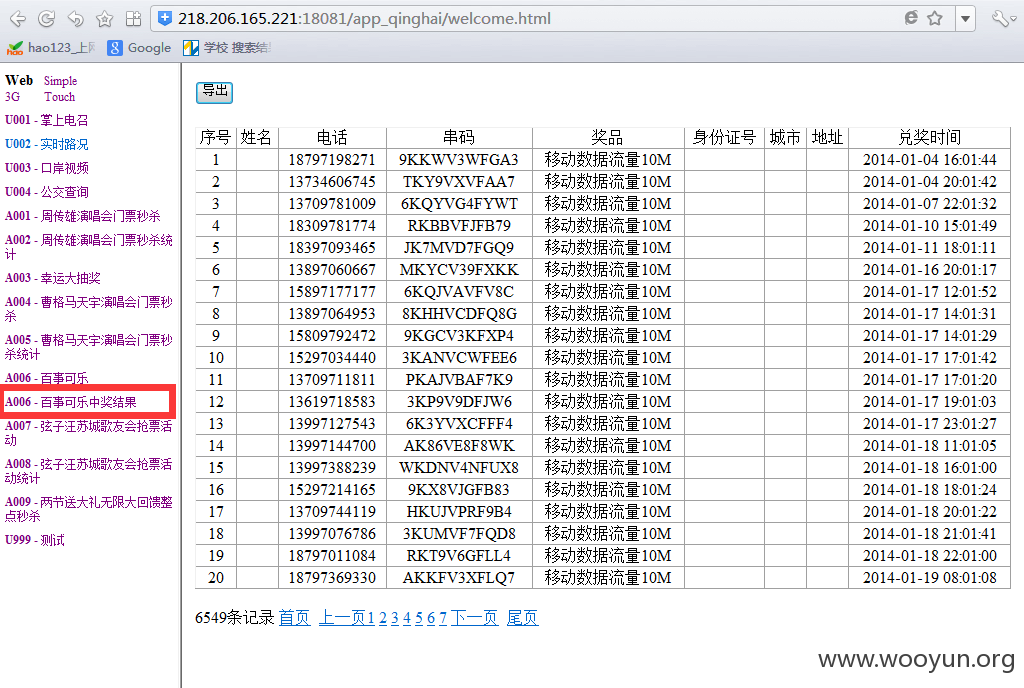 218.206.165.221:18081/app_qinghai/welcome.html
hao123_上网
Google
学校 搜索结
Web Simple
3G Touch
U001 - 掌上电召
U002 - 实时路况
U003 - 口岸视频
U004 - 公交查询
A001 - 周传雄演唱会门票秒杀
A002 - 周传雄演唱会门票秒杀统
计
A003 - 幸运大抽奖
A004 - 曹格马天宇演唱会门票秒
杀
A005 - 曹格马天宇演唱会门票秒
杀统计
A006 - 百事可乐
A006 - 百事可乐中奖结果
A007 - 弦子汪苏城歌友会抢票活
动
A008 - 弦子汪苏城歌友会抢票活
动统计
A009 - 两节送大礼无限大回馈整
点秒杀
U999 - 测试
导出
序号 姓名 电话 串码 奖品 身份证号 城市 地址 兑奖时间
1 18797198271 9KKWV3WFGA3 移动数据流量10M 2014-01-04 16:01:44
2 13734606745 TKY9VXVFAA7 移动数据流量10M 2014-01-04 20:01:42
3 13709781009 6KQYVG4FYWT 移动数据流量10M 2014-01-07 22:01:32
4 18309781774 RKBBVFJFB79 移动数据流量10M 2014-01-10 15:01:49
5 18397093465 JK7MVD7FGQ9 移动数据流量10M 2014-01-11 18:01:11
6 13897060667 MKYCV39FXKK 移动数据流量10M 2014-01-16 20:01:17
7 15897177177 6KQJVAVFV8C 移动数据流量10M 2014-01-17 12:01:52
8 13897064953 8KHHVCDFQ8G 移动数据流量10M 2014-01-17 14:01:31
9 15809792472 9KGCV3KFXP4 移动数据流量10M 2014-01-17 14:01:29
10 15297034440 3KANVCWFEE6 移动数据流量10M 2014-01-17 17:01:42
11 13709711811 PKAJVBAF7K9 移动数据流量10M 2014-01-17 17:01:20
12 13619718583 3KP9V9DFJW6 移动数据流量10M 2014-01-17 19:01:03
13 13997127543 6K3YVXCFFF4 移动数据流量10M 2014-01-17 23:01:27
14 13997144700 AK86VE8F8WK 移动数据流量10M 2014-01-18 11:01:05
15 13997388239 WKDNV4NFUX8 移动数据流量10M 2014-01-18 16:01:00
16 15297214165 9KX8VJGFB83 移动数据流量10M 2014-01-18 18:01:24
17 13709744119 HKUJVPRF9B4 移动数据流量10M 2014-01-18 20:01:22
18 13997076786 3KUMVF7FQD8 移动数据流量10M 2014-01-18 21:01:41
19 18797011084 RKT9V6GFLL4 移动数据流量10M 2014-01-18 22:01:00
20 18797369330 AKKFV3XFLQ7 移动数据流量10M 2014-01-19 08:01:08
6549条记录 首页 上一页1 2 3 4 5 6 7 下一页 尾页
www.wooyun.org